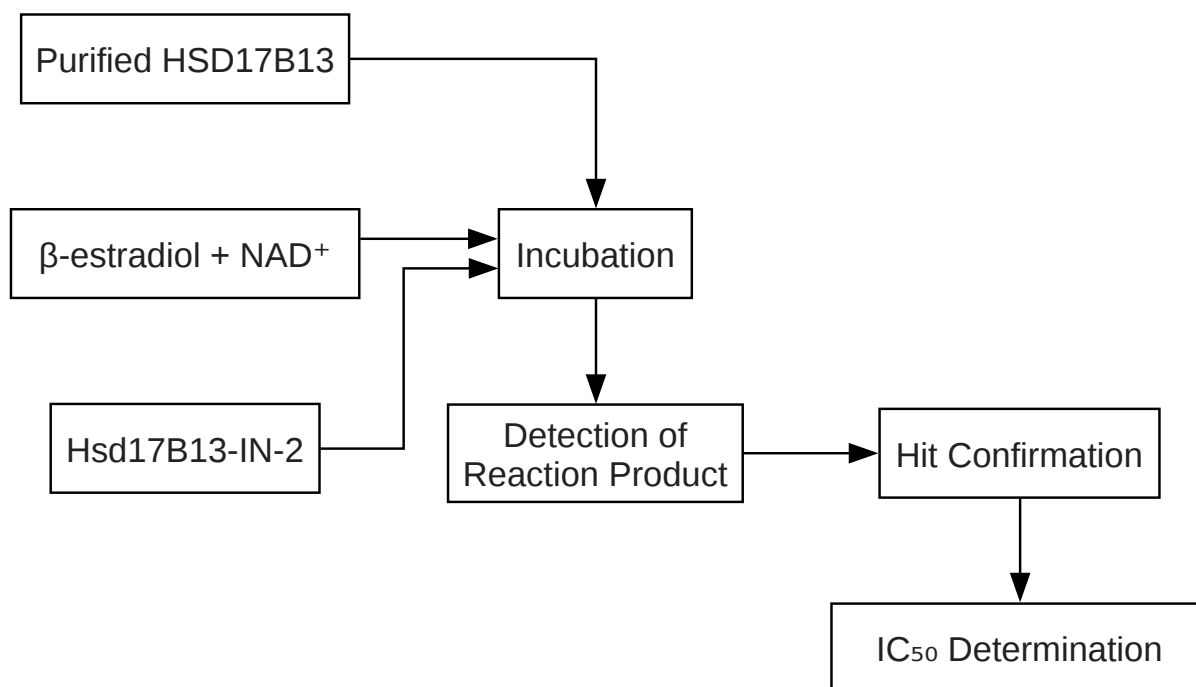 Purified HSD17B13
β-estradiol + NAD⁺
Incubation
Hsd17B13-IN-2
Detection of
Reaction Product
Hit Confirmation
IC₅₀ Determination